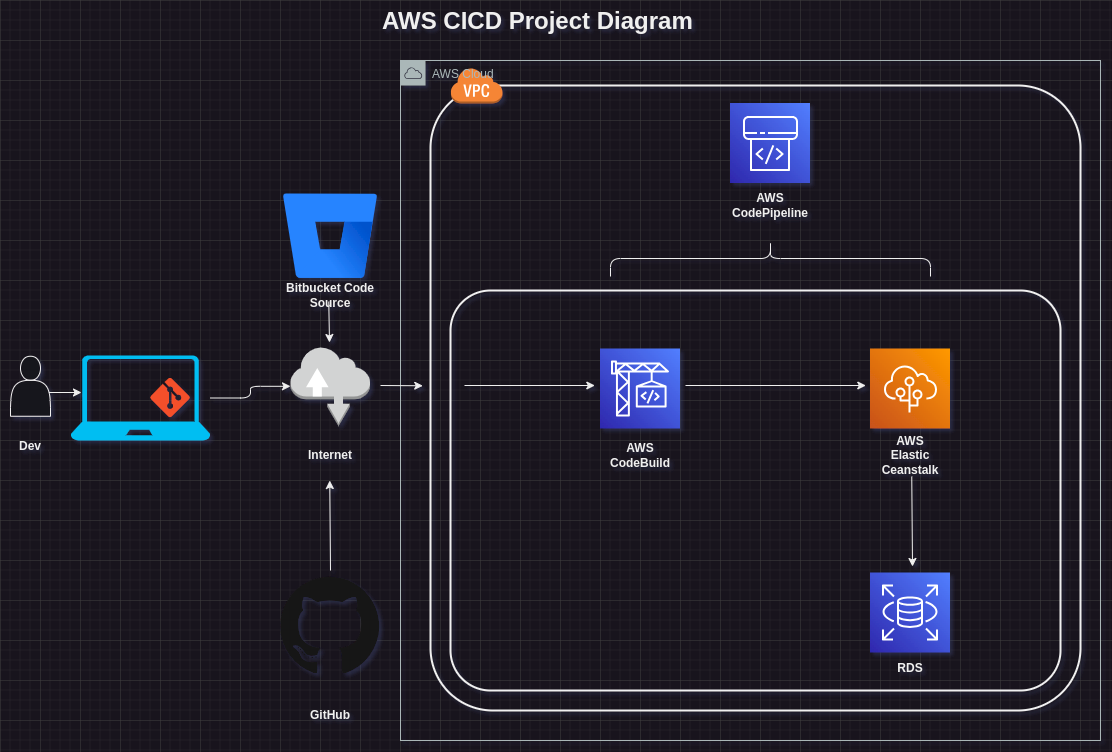 AWS CICD Project Diagram
AWS Cloud
VPC
AWS
CodePipeline
Bitbucket Code
Source
Dev
Internet
AWS
CodeBuild
AWS
Elastic
Ceanstalk
RDS
GitHub